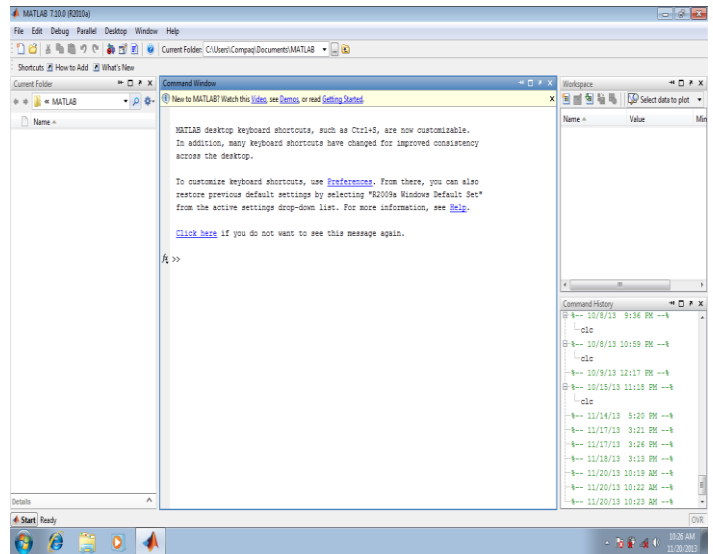 MATLAB 7.10.0 (R2010a)
File Edit Debug Parallel Desktop Window Help
Current Folder: C:\Users\Compaq\Documents\MATLAB
Shortcuts How to Add What's New
Current Folder
« MATLAB
Name
Details
Command Window
New to MATLAB? Watch this Video, see Demos, or read Getting Started.
MATLAB desktop keyboard shortcuts, such as Ctrl+S, are now customizable.
In addition, many keyboard shortcuts have changed for improved consistency
across the desktop.
To customize keyboard shortcuts, use Preferences. From there, you can also
restore previous default settings by selecting "R2009a Windows Default Set"
from the active settings drop-down list. For more information, see Help.
Click here if you do not want to see this message again.
fx >>
Workspace
Select data to plot
Name Value Min
Command History
%-- 10/8/13 9:36 PM --%
clc
%-- 10/8/13 10:59 PM --%
clc
%-- 10/9/13 12:17 PM --%
%-- 10/15/13 11:18 PM --%
clc
%-- 11/14/13 5:20 PM --%
%-- 11/17/13 3:21 PM --%
%-- 11/17/13 3:26 PM --%
%-- 11/18/13 3:13 PM --%
%-- 11/20/13 10:19 AM --%
%-- 11/20/13 10:22 AM --%
%-- 11/20/13 10:23 AM --%
Start Ready
OVR
10:26 AM
11/20/2013